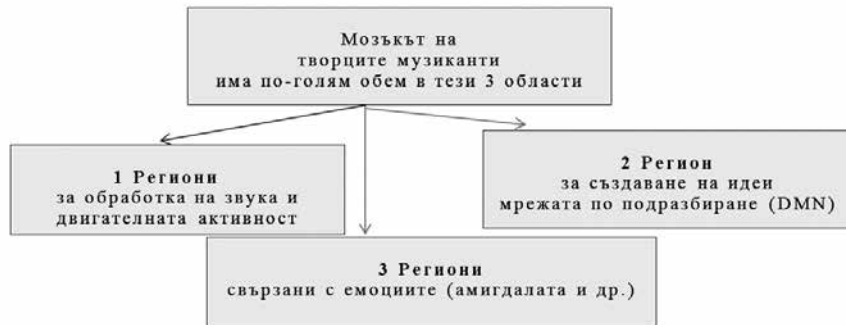 Мозъкът на
творците музиканти
има по-голям обем в тези 3 области
1 Региони
за обработка на звука и
двигателната активност
2 Регион
за създаване на идеи
мрежата по подразбиране (DMN)
3 Региони
свързани с емоциите (амигдалата и др.)